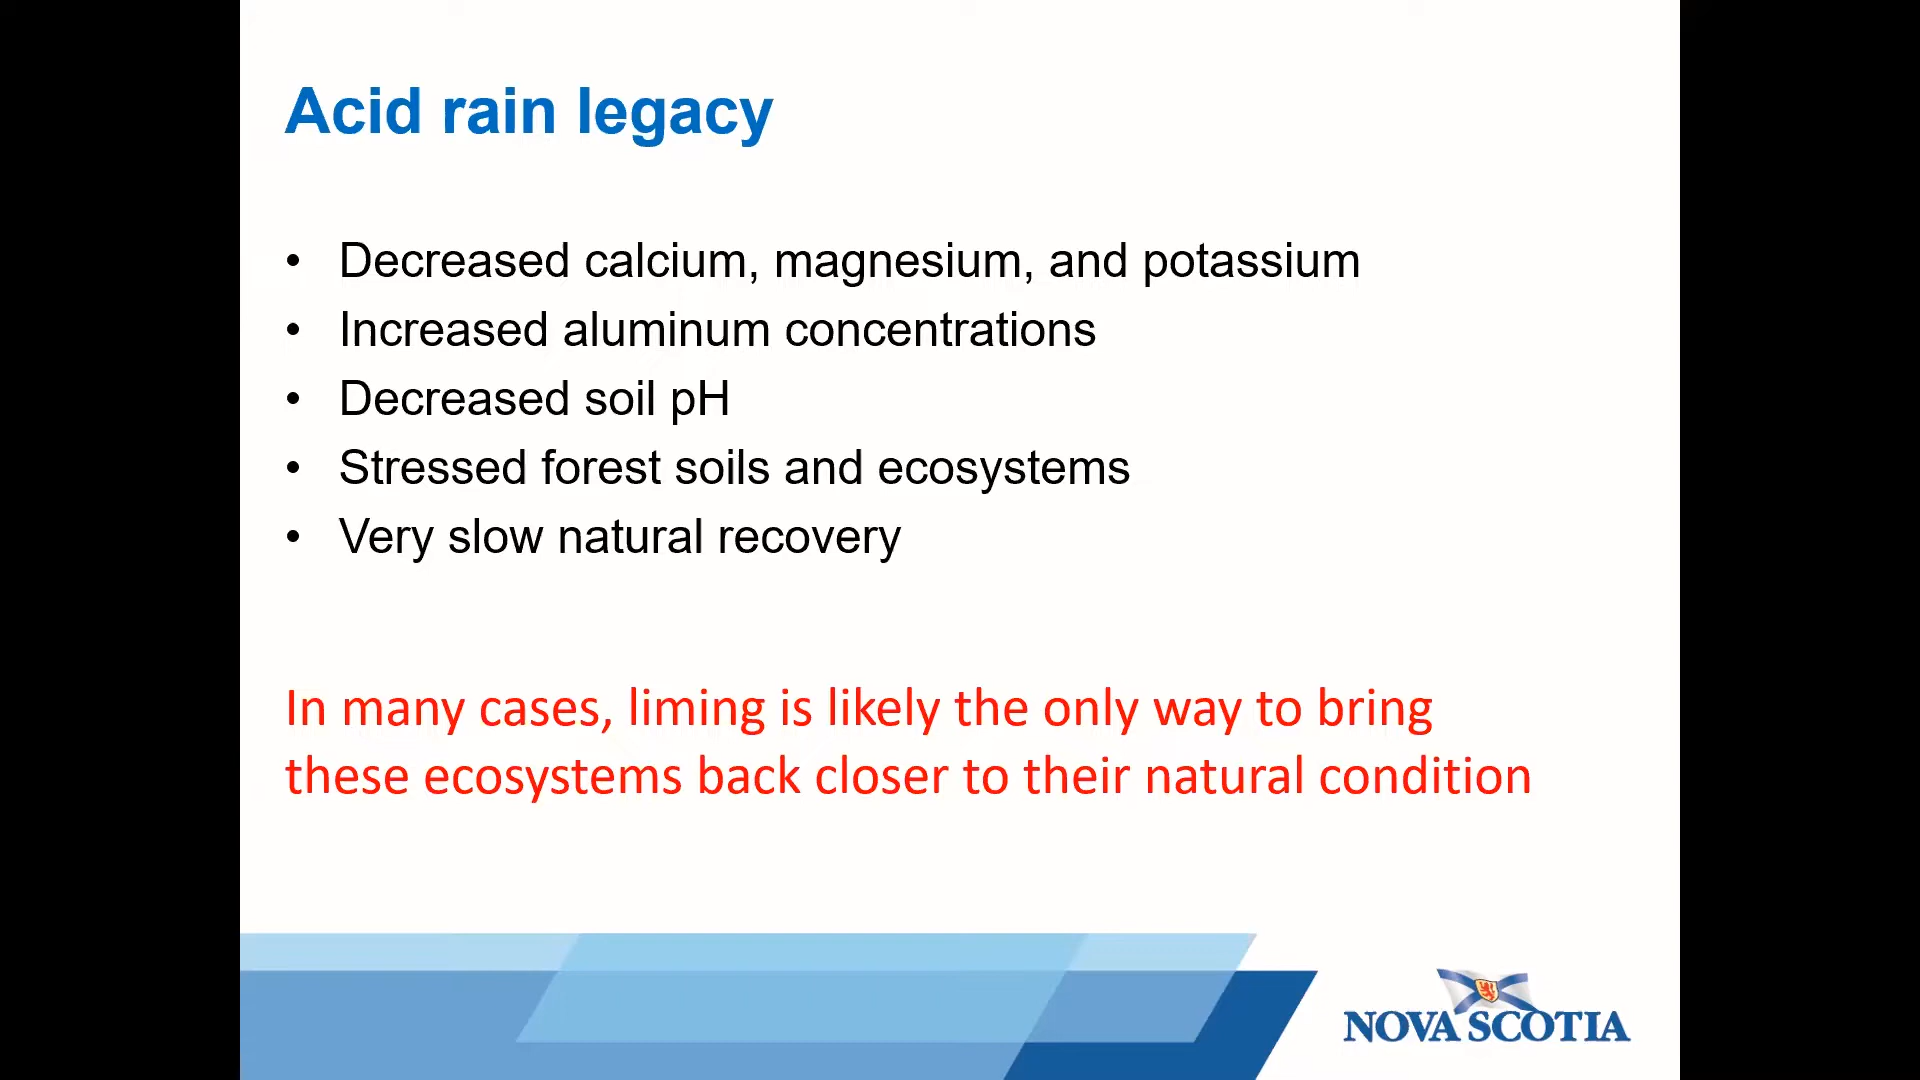 Acid rain legacy
• Decreased calcium, magnesium, and potassium
• Increased aluminum concentrations
• Decreased soil pH
• Stressed forest soils and ecosystems
• Very slow natural recovery
In many cases, liming is likely the only way to bring
these ecosystems back closer to their natural condition
NOVA SCOTIA